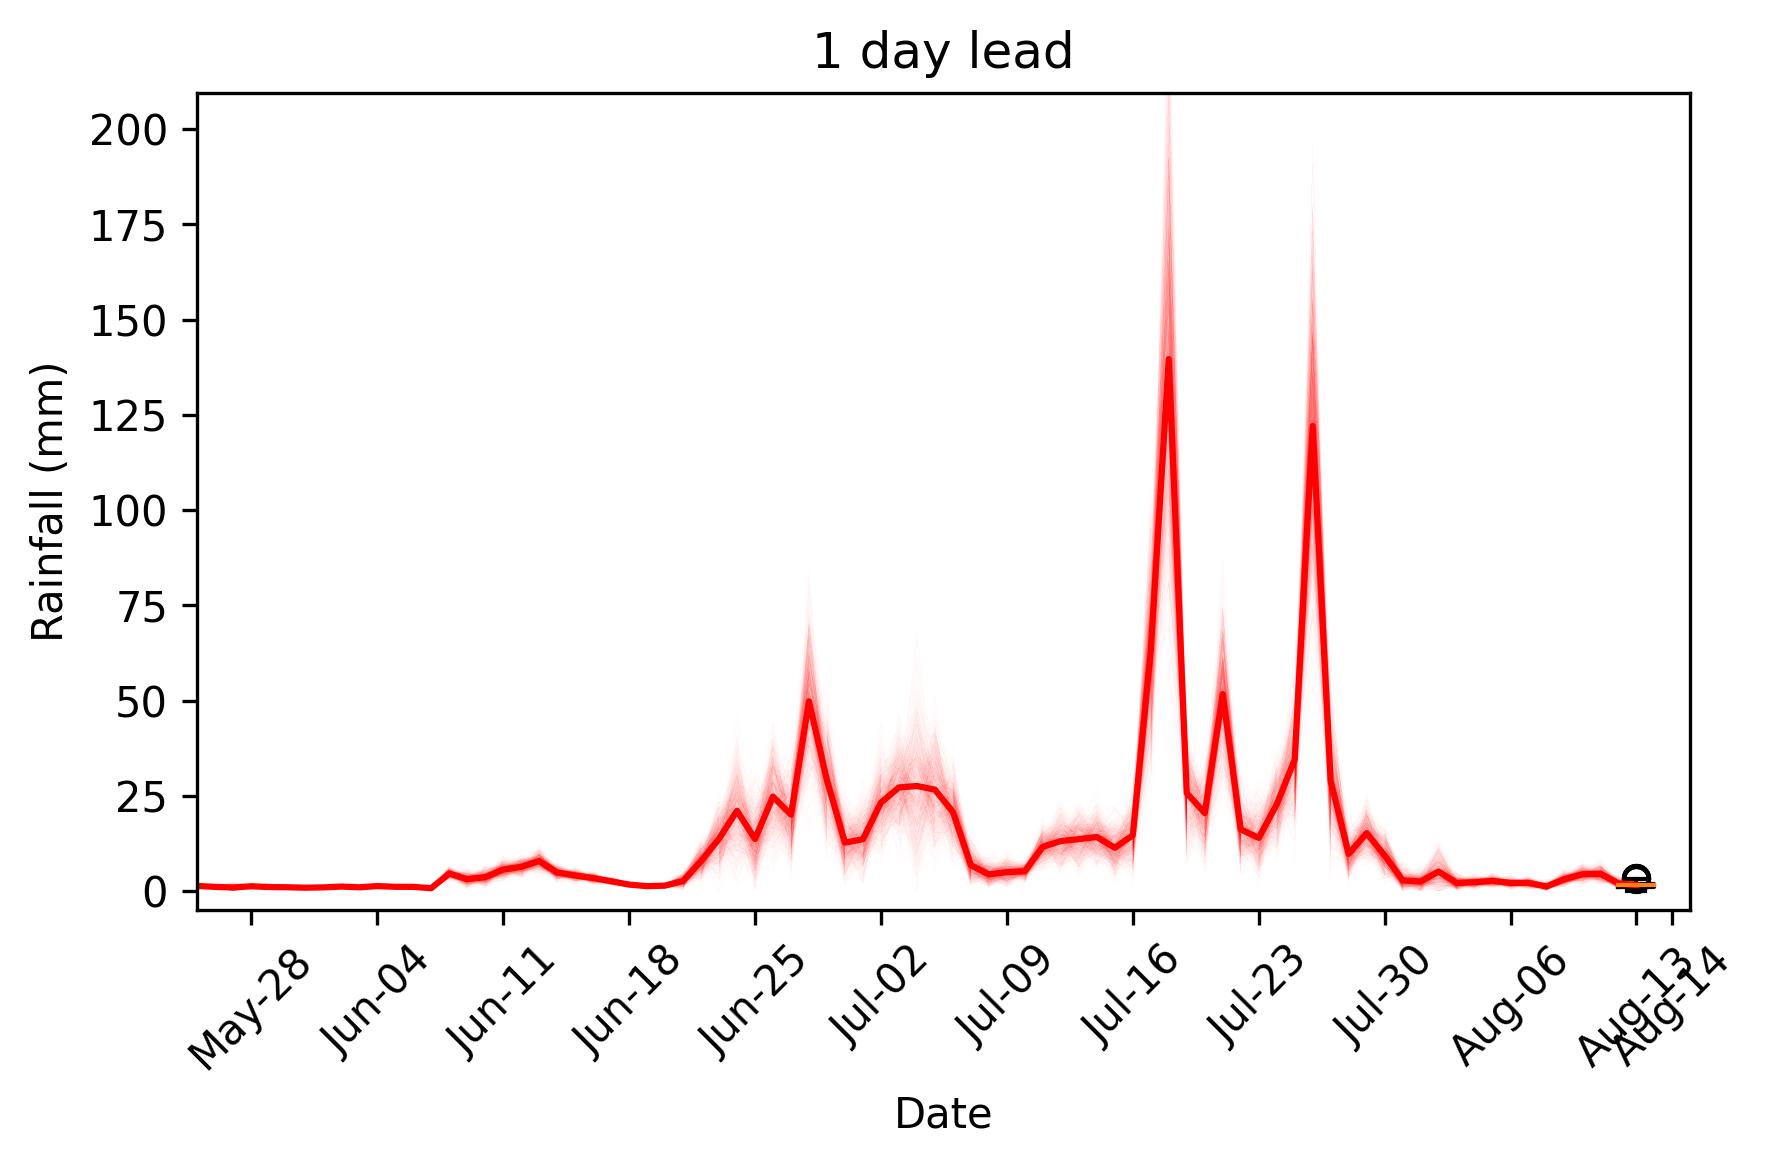 1 day lead
Rainfall (mm)
200
175
150
125
100
75
50
25
0
May-28
Jun-04
Jun-11
Jun-18
Jun-25
Jul-02
Jul-09
Jul-16
Jul-23
Jul-30
Aug-06
Aug-13
Aug-14
Date